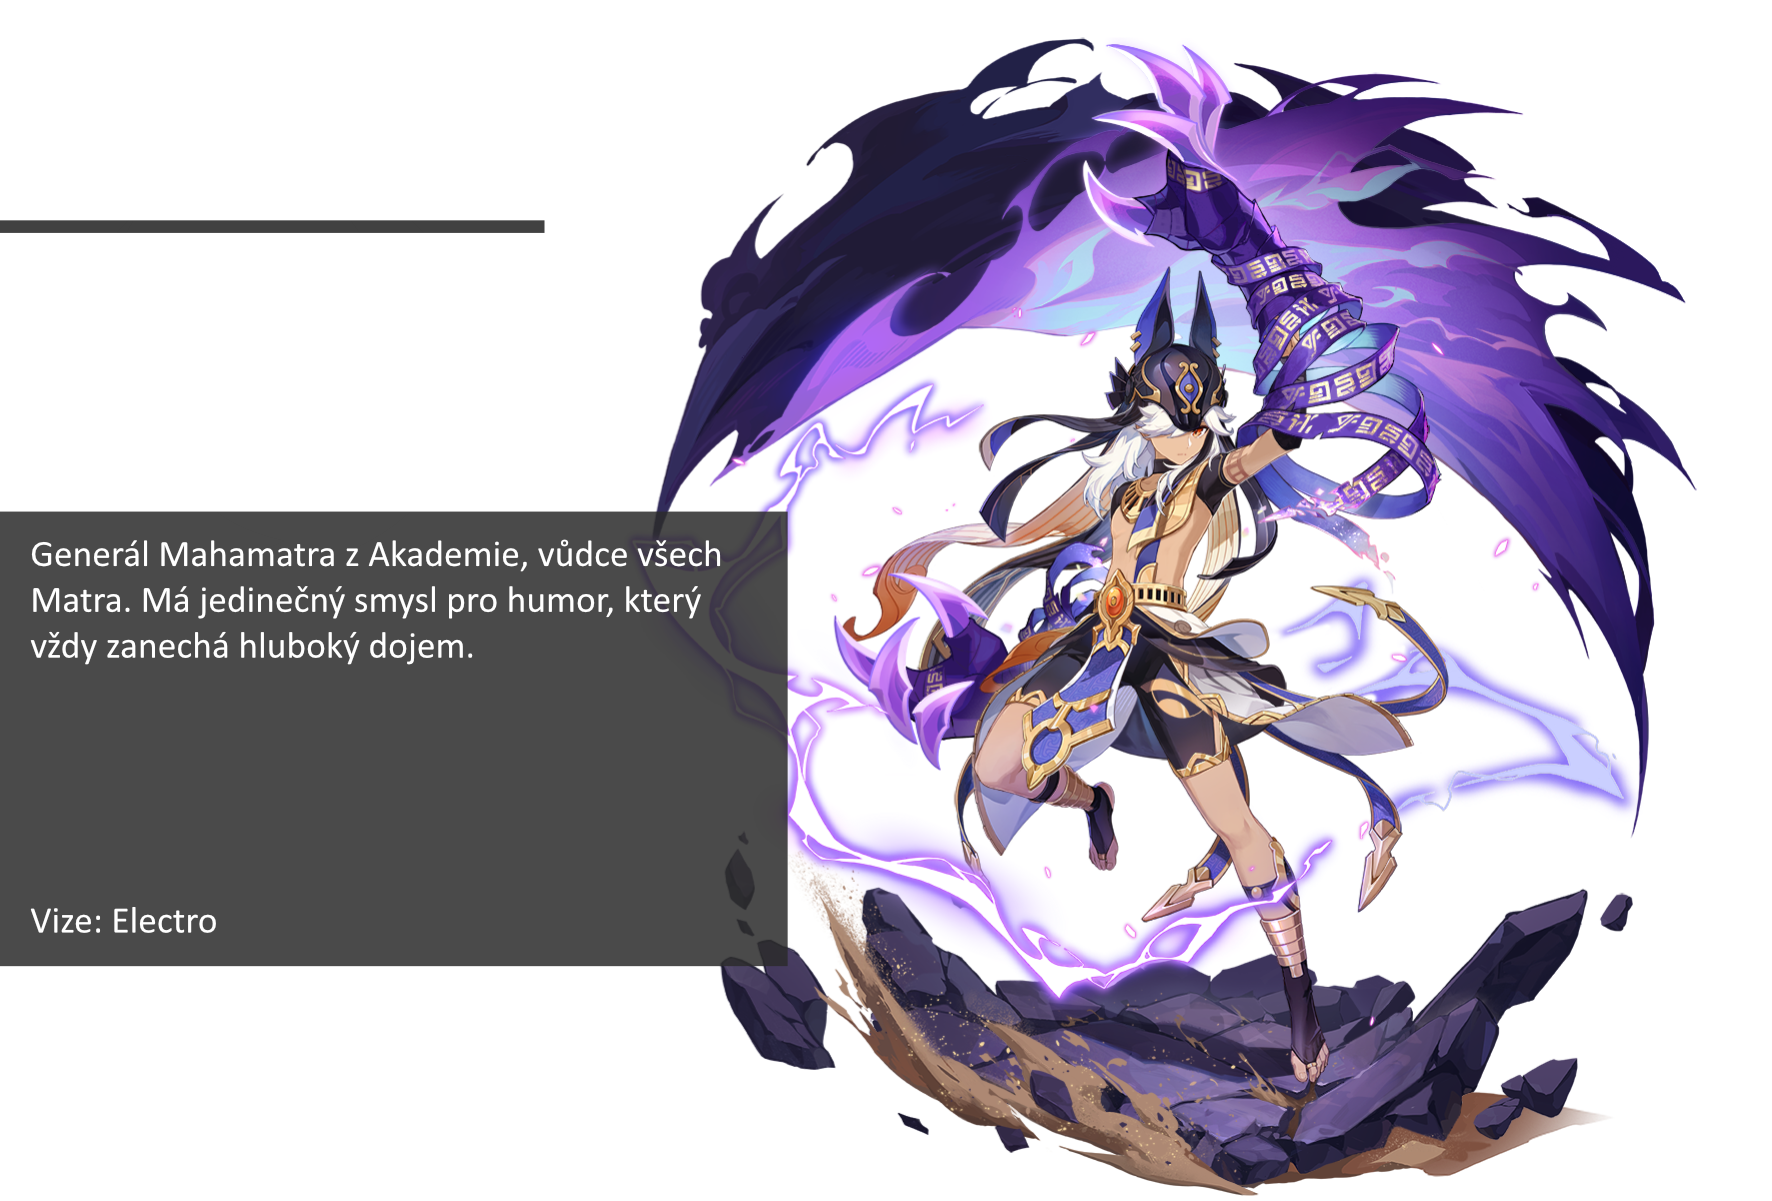 Generál Mahamatra z Akademie, vůdce všech
Matra. Má jedinečný smysl pro humor, který
vždy zanechá hluboký dojem.
Vize: Electro